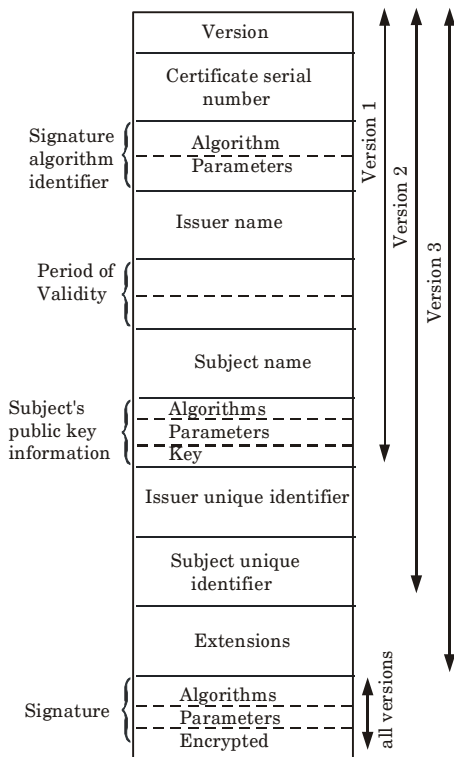 Version
Certificate serial
number
Signature
algorithm
identifier
Algorithm
Parameters
Issuer name
Period of
Validity
Subject name
Subject's
public key
information
Algorithms
Parameters
Key
Issuer unique identifier
Subject unique
identifier
Extensions
Signature
Algorithms
Parameters
Encrypted
Version 1
Version 2
Version 3
all versions